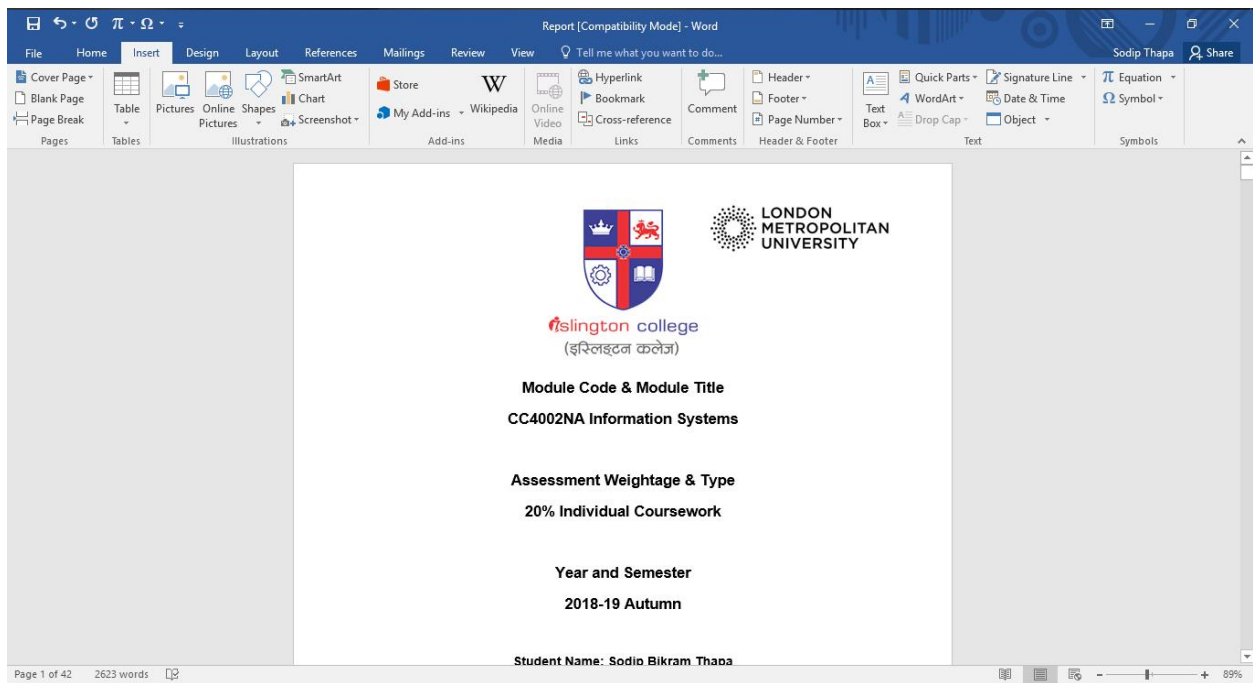 Report [Compatibility Mode] - Word
File Home Insert Design Layout References Mailings Review View Tell me what you want to do... Sodip Thapa Share
Cover Page
Blank Page
Page Break
Pages
Table
Tables
Pictures Online Pictures Shapes
SmartArt
Chart
Screenshot
Illustrations
Store
My Add-ins
W Wikipedia
Add-ins
Online Video
Media
Hyperlink
Bookmark
Cross-reference
Links
Comment
Comments
Header
Footer
Page Number
Header & Footer
Text Box
Quick Parts
WordArt
Drop Cap
Signature Line
Date & Time
Object
Text
π Equation
Ω Symbol
Symbols
LONDON
METROPOLITAN
UNIVERSITY
islington college
(इस्लिङ्टन कलेज)
Module Code & Module Title
CC4002NA Information Systems
Assessment Weightage & Type
20% Individual Coursework
Year and Semester
2018-19 Autumn
Student Name: Sodip Bikram Thapa
Page 1 of 42 2623 words 89%